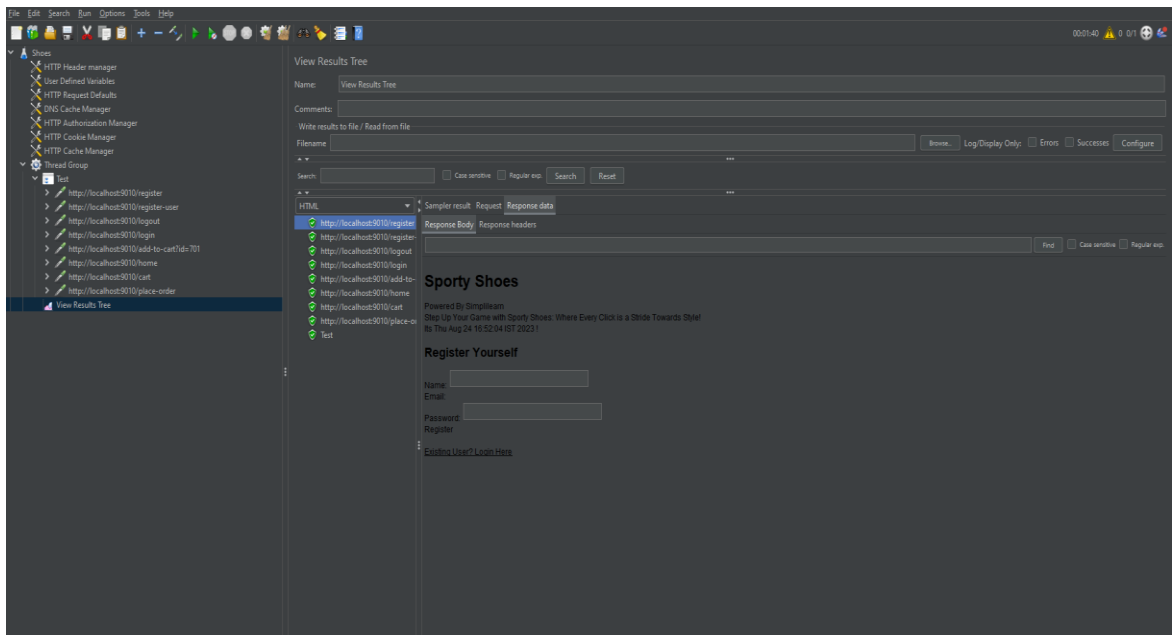 File Edit Search Run Options Tools Help
00:01:40 0 0/1
Shoes
HTTP Header manager
User Defined Variables
HTTP Request Defaults
DNS Cache Manager
HTTP Authorization Manager
HTTP Cookie Manager
HTTP Cache Manager
Thread Group
Test
http://localhost:9010/register
http://localhost:9010/register-user
http://localhost:9010/logout
http://localhost:9010/login
http://localhost:9010/add-to-cart?id=701
http://localhost:9010/home
http://localhost:9010/cart
http://localhost:9010/place-order
View Results Tree
View Results Tree
Name: View Results Tree
Comments:
Write results to file / Read from file
Filename Browse... Log/Display Only: Errors Successes Configure
Search: Case sensitive Regular exp. Search Reset
HTML
http://localhost:9010/register
http://localhost:9010/register-
http://localhost:9010/logout
http://localhost:9010/login
http://localhost:9010/add-to-
http://localhost:9010/home
http://localhost:9010/cart
http://localhost:9010/place-or
Test
Sampler result Request Response data
Response Body Response headers
Find Case sensitive Regular exp.
Sporty Shoes
Powered By Simplilearn
Step Up Your Game with Sporty Shoes: Where Every Click is a Stride Towards Style!
Its Thu Aug 24 16:52:04 IST 2023 !
Register Yourself
Name:
Email:
Password:
Register
Existing User? Login Here